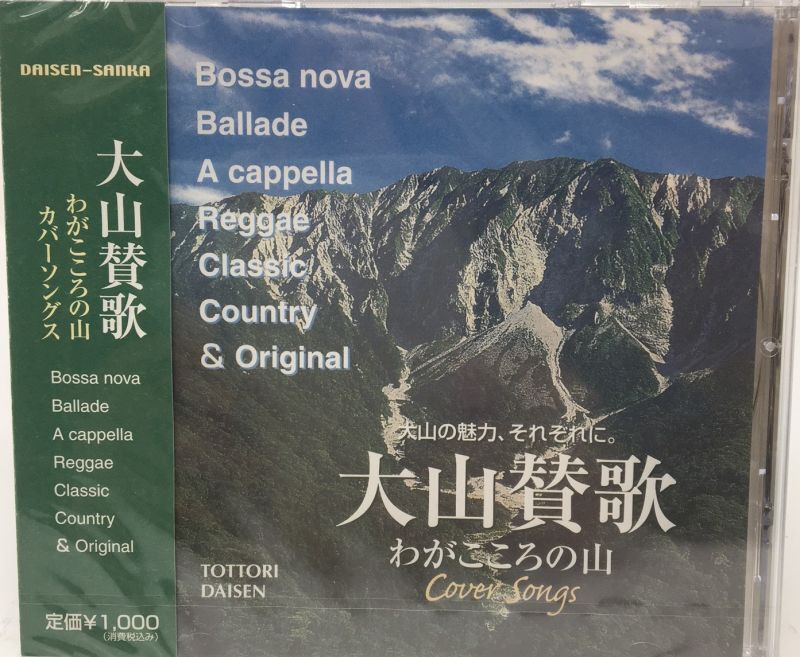 DAISEN-SANKA
大山賛歌
わがこころの山
カバーソングス
Bossa nova
Ballade
A cappella
Reggae
Classic
Country
& Original
定価¥1,000
(消費税込み)
Bossa nova
Ballade
A cappella
Reggae
Classic
Country
& Original
大山の魅力、それぞれに。
大山賛歌
わがこころの山
Cover Songs
TOTTORI
DAISEN